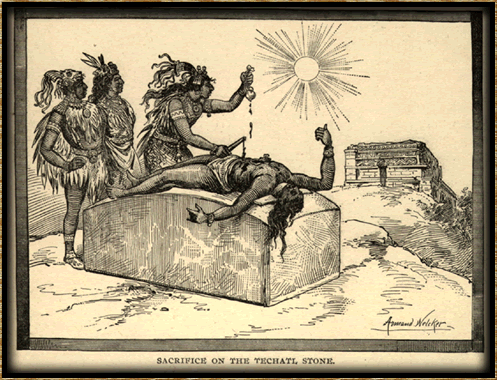 Armand Welcker
SACRIFICE ON THE TECHATL STONE.